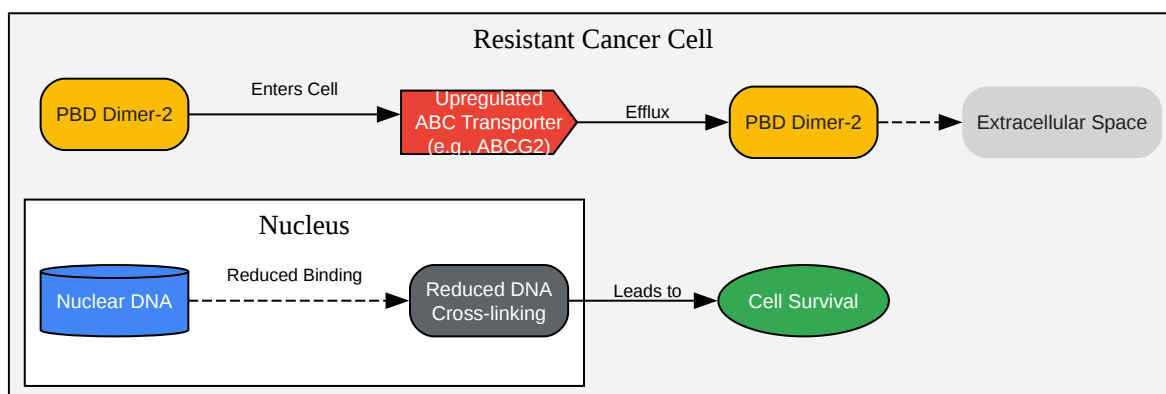 Resistant Cancer Cell
PBD Dimer-2
Enters Cell
Upregulated
ABC Transporter
(e.g., ABCG2)
Efflux
PBD Dimer-2
Extracellular Space
Nucleus
Nuclear DNA
Reduced Binding
Reduced DNA
Cross-linking
Leads to
Cell Survival